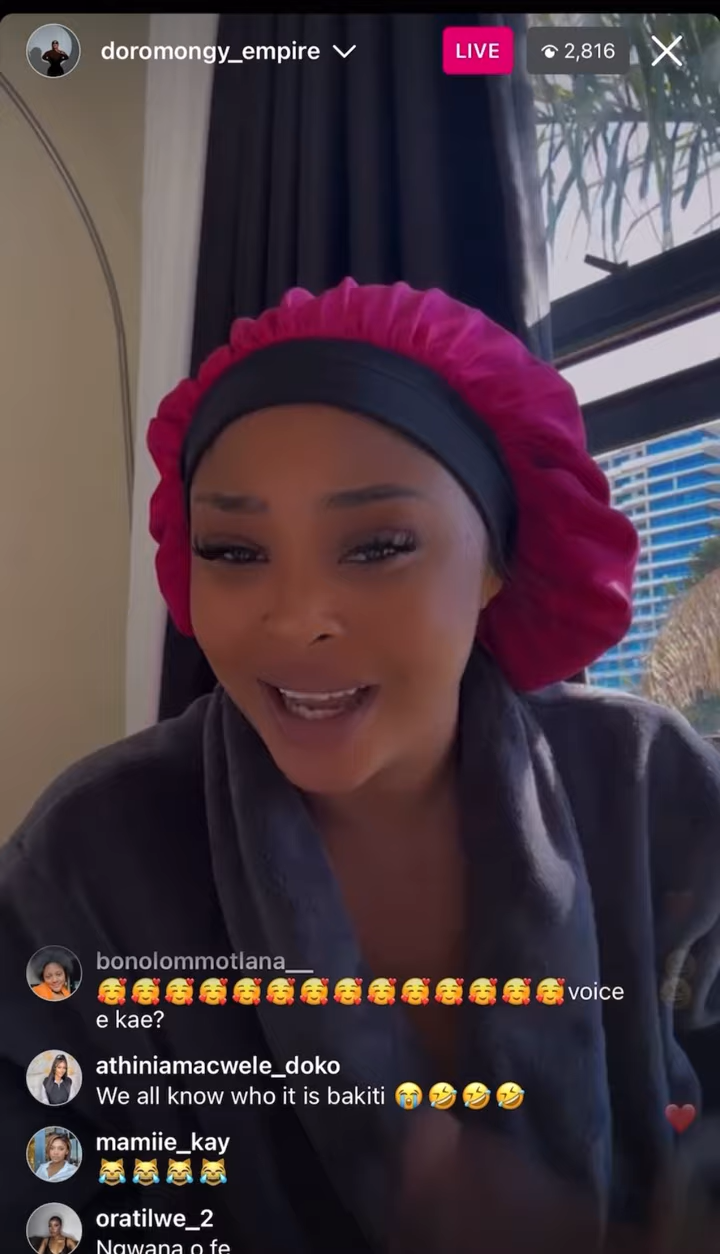 doromongy_empire
LIVE
2,816
bonolommotlana__
🥰🥰🥰🥰🥰🥰🥰🥰🥰🥰🥰🥰🥰🥰voice
e kae?
athiniamacwele_doko
We all know who it is bakiti 😭🤣🤣🤣
mamiie_kay
😹😹😹😹
oratilwe_2
Ngwana o fe